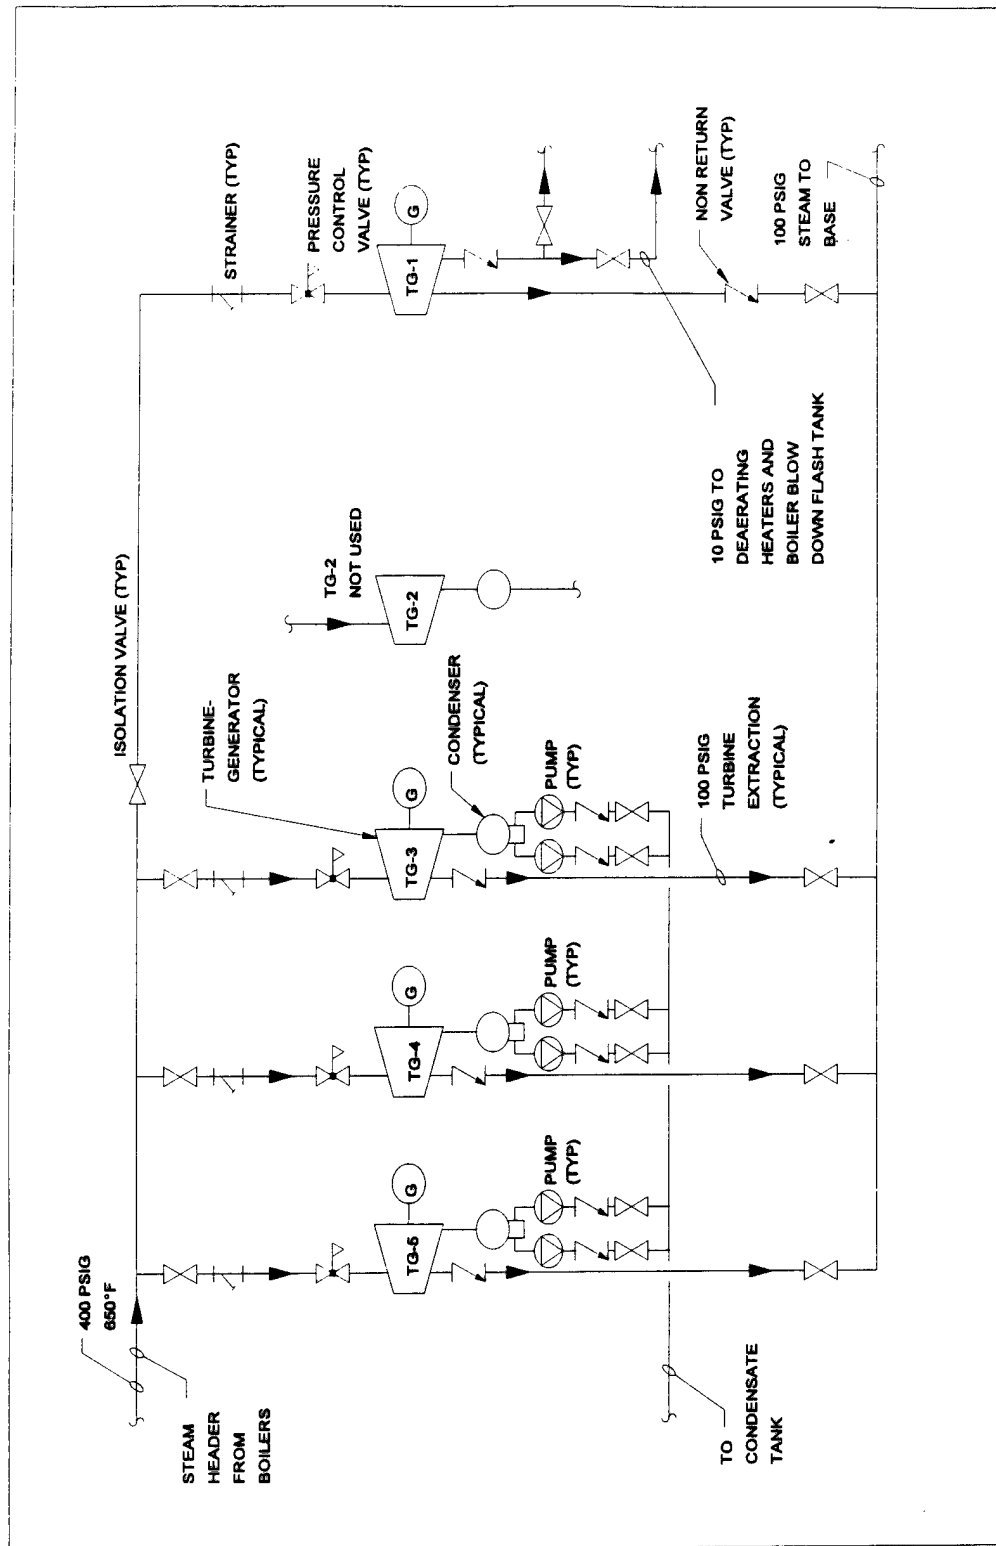 400 PSIG
650°F
STEAM
HEADER
FROM
BOILERS
ISOLATION VALVE (TYP)
STRAINER (TYP)
PRESSURE
CONTROL
VALVE (TYP)
TURBINE-
GENERATOR
(TYPICAL)
TG-2
NOT USED
G
G
G
G
TG-5
TG-4
TG-3
TG-2
TG-1
CONDENSER
(TYPICAL)
PUMP
(TYP)
PUMP
(TYP)
PUMP
(TYP)
NON RETURN
VALVE (TYP)
100 PSIG
STEAM TO
BASE
TO
CONDENSATE
TANK
100 PSIG
TURBINE
EXTRACTION
(TYPICAL)
10 PSIG TO
DEAERATING
HEATERS AND
BOILER BLOW
DOWN FLASH TANK